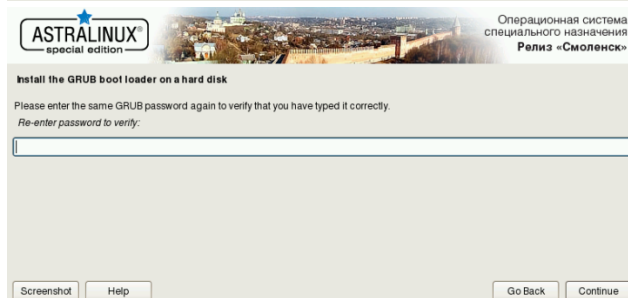 ASTRALINUX®
special edition
Операционная система
специального назначения
Релиз «Смоленск»
Install the GRUB boot loader on a hard disk
Please enter the same GRUB password again to verify that you have typed it correctly.
Re-enter password to verify:
Screenshot
Help
Go Back
Continue